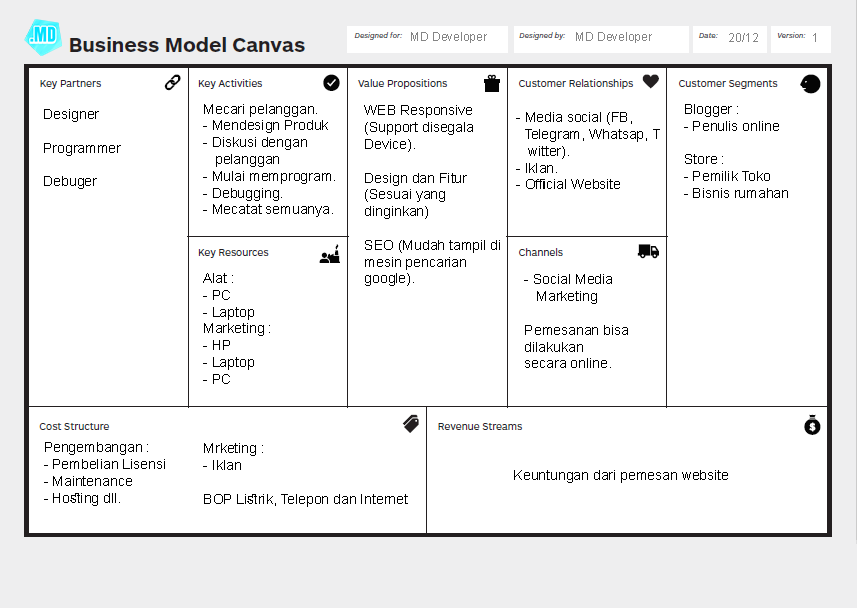 .MD
Business Model Canvas
Designed for: MD Developer
Designed by: MD Developer
Date: 20/12
Version: 1
Key Partners
Designer
Programmer
Debuger
Key Activities
Mecari pelanggan.
- Mendesign Produk
- Diskusi dengan
pelanggan
- Mulai memprogram.
- Debugging.
- Mecatat semuanya.
Key Resources
Alat :
- PC
- Laptop
Marketing :
- HP
- Laptop
- PC
Value Propositions
WEB Responsive
(Support disegala
Device).
Design dan Fitur
(Sesuai yang
dinginkan)
SEO (Mudah tampil di
mesin pencarian
google).
Customer Relationships
- Media social (FB,
Telegram, Whatsap, T
witter).
- Iklan.
- Official Website
Channels
- Social Media
Marketing
Pemesanan bisa
dilakukan
secara online.
Customer Segments
Blogger :
- Penulis online
Store :
- Pemilik Toko
- Bisnis rumahan
Cost Structure
Pengembangan :
- Pembelian Lisensi
- Maintenance
- Hosting dll.
Mrketing :
- Iklan
BOP Listrik, Telepon dan Internet
Revenue Streams
Keuntungan dari pemesan website